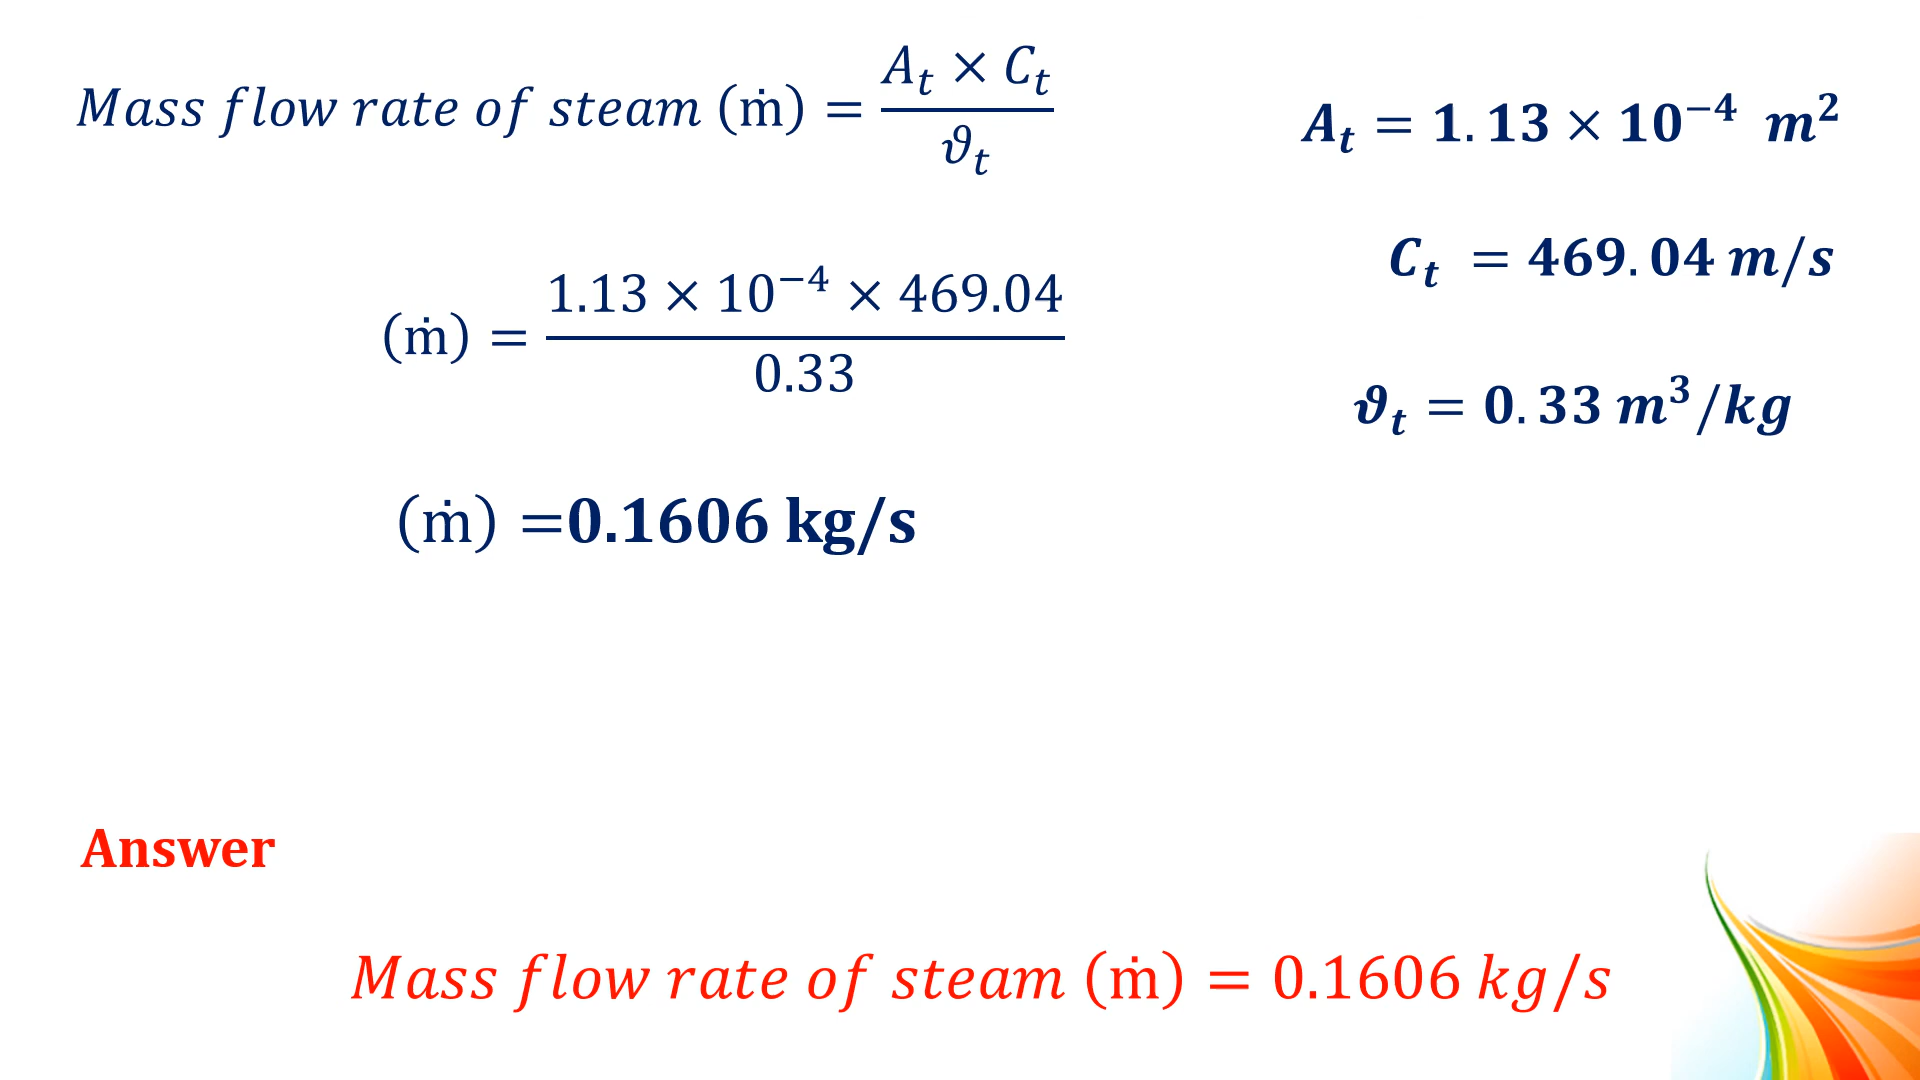 Mass flow rate of steam (ṁ) = A_t × C_t / ϑ_t
A_t = 1.13 × 10⁻⁴ m²
C_t = 469.04 m/s
(ṁ) = 1.13 × 10⁻⁴ × 469.04 / 0.33
ϑ_t = 0.33 m³/kg
(ṁ) =0.1606 kg/s
Answer
Mass flow rate of steam (ṁ) = 0.1606 kg/s